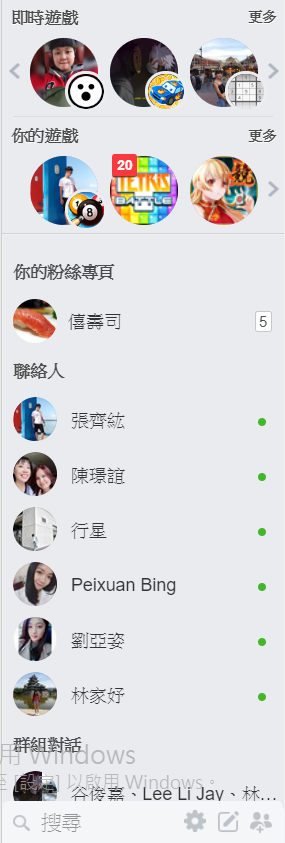 即時遊戲 更多
你的遊戲 更多
20
8
TETRIS
BATTLE
你的粉絲專頁
僖壽司 5
聯絡人
張齊紘
陳璟誼
行星
Peixuan Bing
劉亞姿
林家妤
群組對話
用 Windows
至 [設定] 以啟用 Windows。
谷俊嘉、Lee Li Jay、林…
搜尋